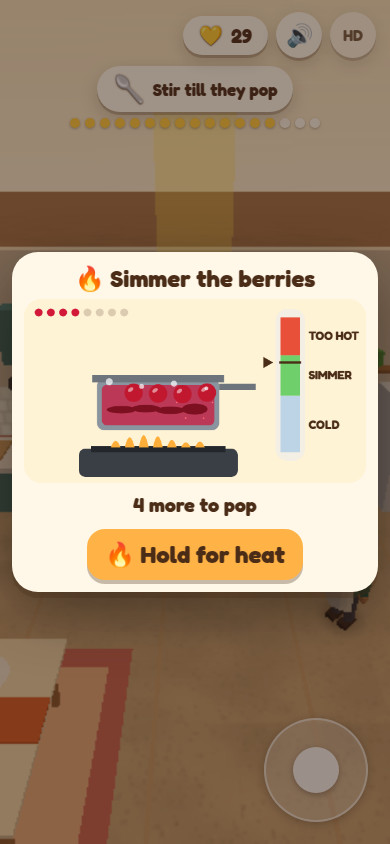 29
HD
Stir till they pop
🔥 Simmer the berries
TOO HOT
SIMMER
COLD
4 more to pop
🔥 Hold for heat